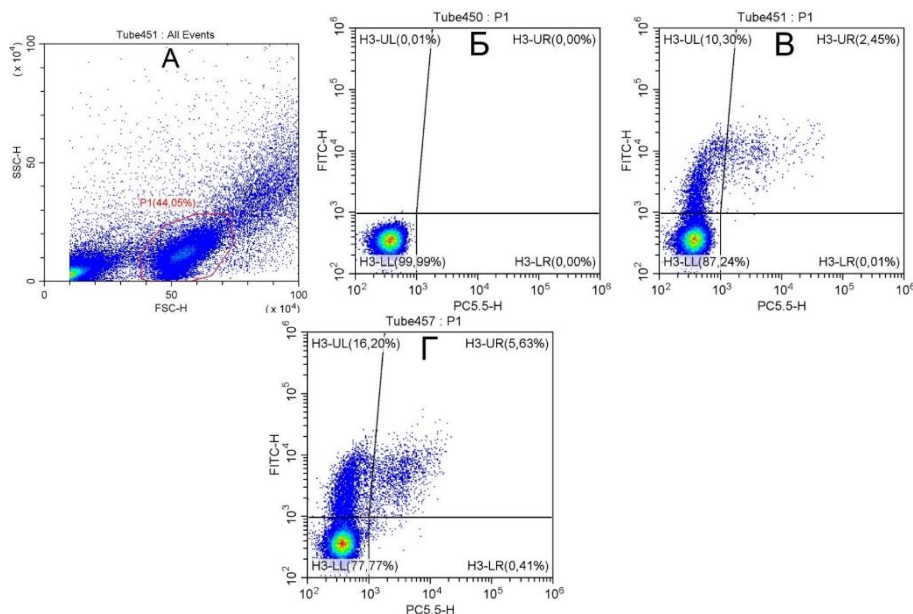 Tube451 : All Events
А
( x 10⁴)
SSC-H
100
50
0
P1(44,05%)
0
50
100
FSC-H
( x 10⁴)
Tube450 : P1
H3-UL(0,01%)
Б
H3-UR(0,00%)
FITC-H
10⁶
10⁵
10⁴
10³
10²
H3-LL(99,99%)
H3-LR(0,00%)
10² 10³ 10⁴ 10⁵ 10⁶
PC5.5-H
Tube451 : P1
H3-UL(10,30%)
В
H3-UR(2,45%)
FITC-H
10⁶
10⁵
10⁴
10³
10²
H3-LL(87,24%)
H3-LR(0,01%)
10² 10³ 10⁴ 10⁵ 10⁶
PC5.5-H
Tube457 : P1
H3-UL(16,20%)
Г
H3-UR(5,63%)
FITC-H
10⁶
10⁵
10⁴
10³
10²
H3-LL(77,77%)
H3-LR(0,41%)
10² 10³ 10⁴ 10⁵ 10⁶
PC5.5-H